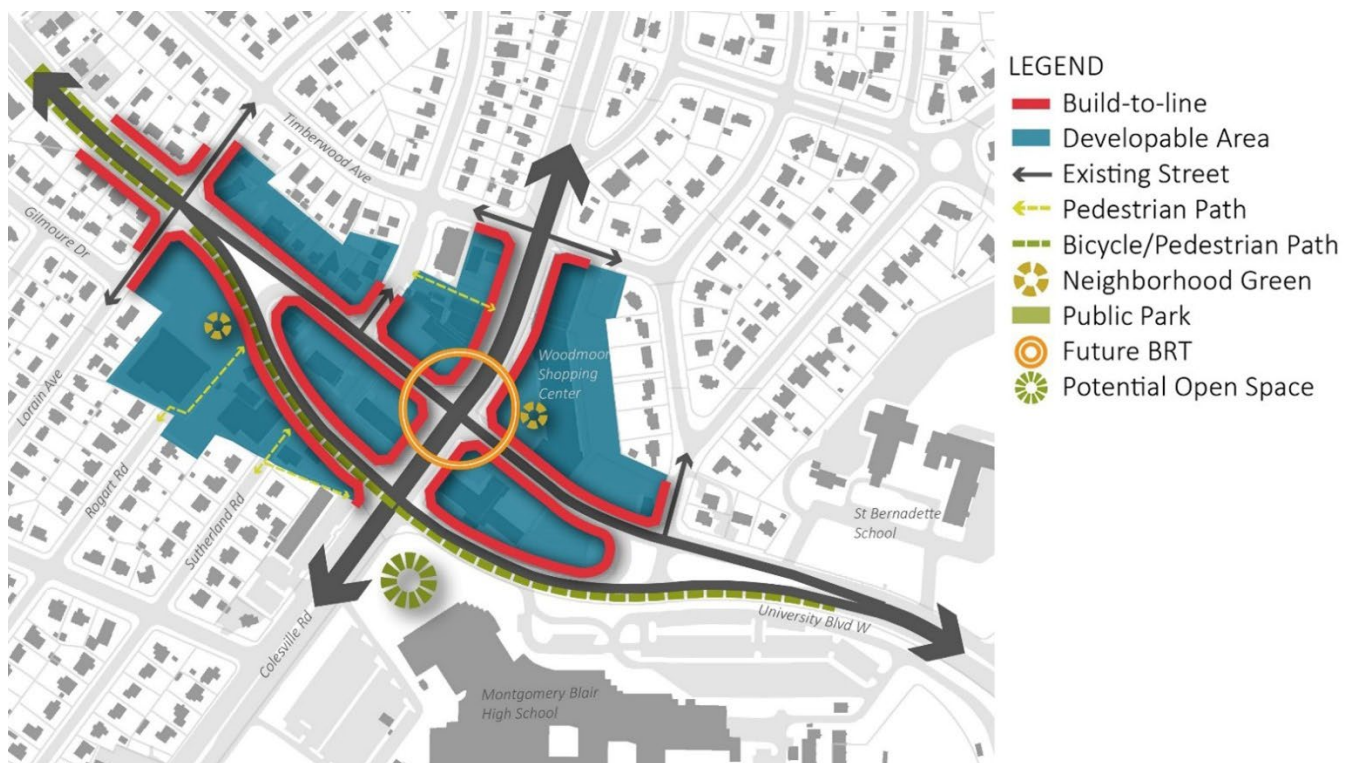 LEGEND
Build-to-line
Developable Area
Existing Street
Pedestrian Path
Bicycle/Pedestrian Path
Neighborhood Green
Public Park
Future BRT
Potential Open Space
Timberwood Ave
Gilmoure Dr
Lorain Ave
Rogart Rd
Sutherland Rd
Colesville Rd
Woodmoor
Shopping
Center
St Bernadette
School
University Blvd W
Montgomery Blair
High School